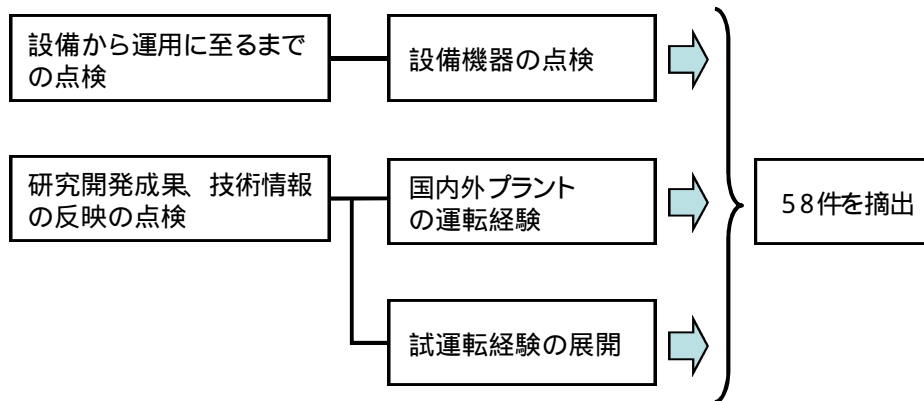 設備から運用に至るまで
の点検
設備機器の点検
研究開発成果、技術情報
の反映の点検
国内外プラント
の運転経験
試運転経験の展開
58件を摘出